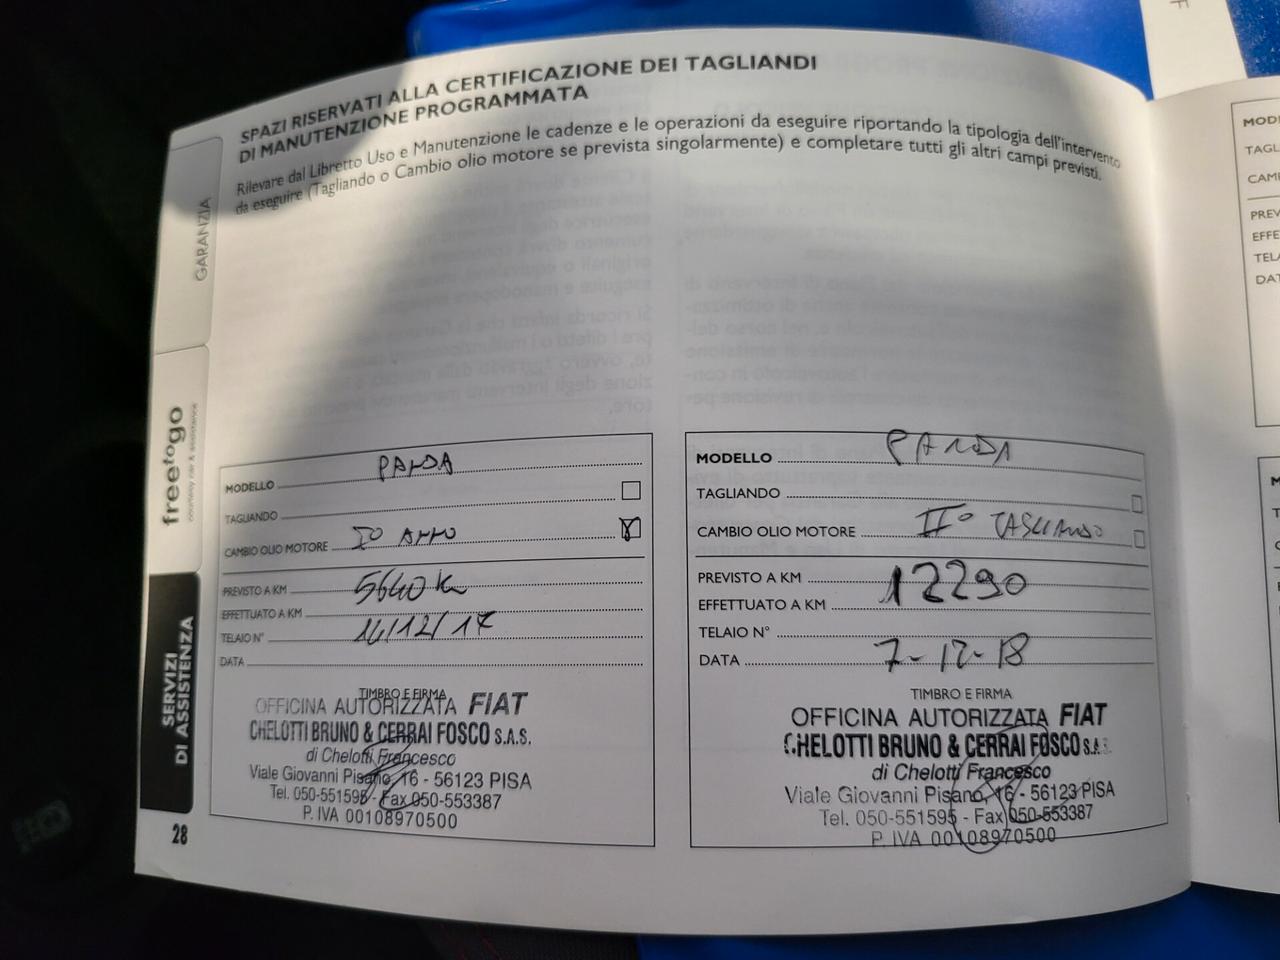 SPAZI RISERVATI ALLA CERTIFICAZIONE DEI TAGLIANDI
DI MANUTENZIONE PROGRAMMATA
Rilevare dal Libretto Uso e Manutenzione le cadenze e le operazioni da eseguire riportando la tipologia dell'intervento
da eseguire (Tagliando o Cambio olio motore se prevista singolarmente) e completare tutti gli altri campi previsti.
GARANZIA
freetogo
courtesy car & assistance
SERVIZI
DI ASSISTENZA
28
MODELLO PANDA
TAGLIANDO
CAMBIO OLIO MOTORE I° ANNO
PREVISTO A KM 5640 K
EFFETTUATO A KM
TELAIO N° 14/12/17
DATA
TIMBRO E FIRMA
OFFICINA AUTORIZZATA FIAT
CHELOTTI BRUNO & CERRAI FOSCO S.A.S.
di Chelotti Francesco
Viale Giovanni Pisano, 16 - 56123 PISA
Tel. 050-551595 - Fax 050-553387
P. IVA 00108970500
MODELLO PANDA
TAGLIANDO
CAMBIO OLIO MOTORE II° TAGLIANDO
PREVISTO A KM 12290
EFFETTUATO A KM
TELAIO N°
DATA 7-12-18
TIMBRO E FIRMA
OFFICINA AUTORIZZATA FIAT
CHELOTTI BRUNO & CERRAI FOSCO S.A.S.
di Chelotti Francesco
Viale Giovanni Pisano, 16 - 56123 PISA
Tel. 050-551595 - Fax 050-553387
P. IVA 00108970500